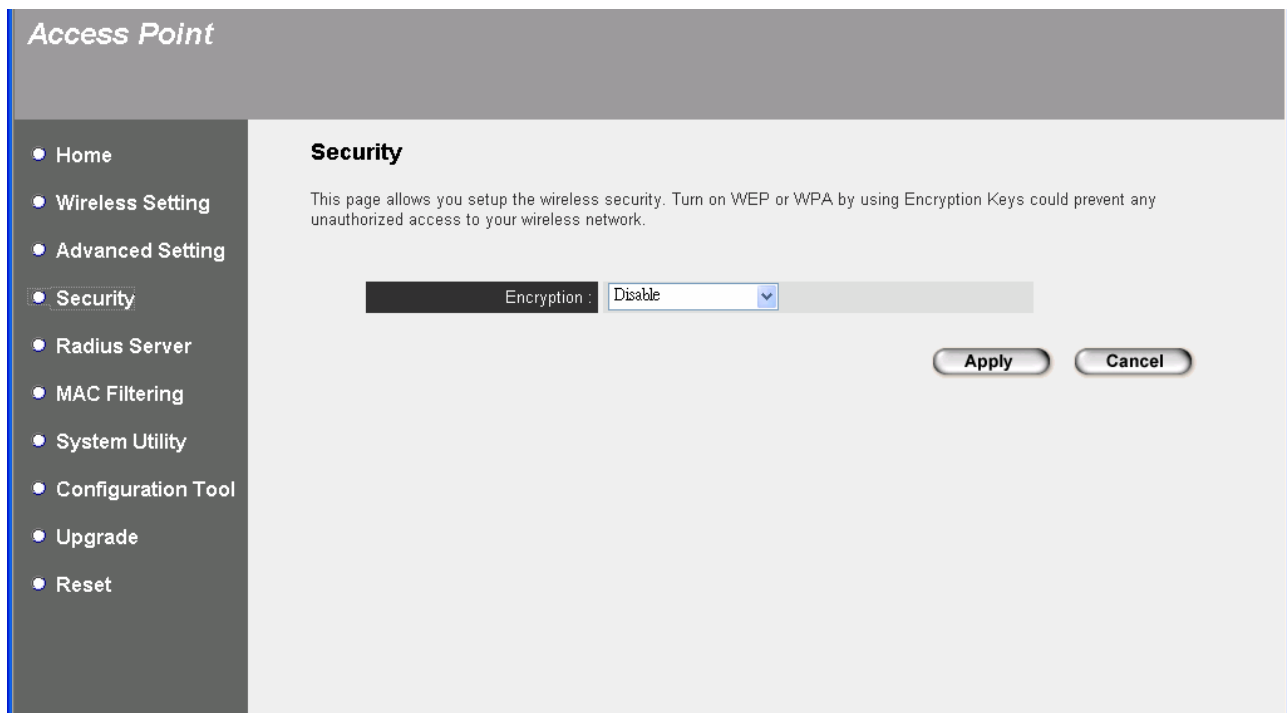 Access Point
Home
Wireless Setting
Advanced Setting
Security
Radius Server
MAC Filtering
System Utility
Configuration Tool
Upgrade
Reset
Security
This page allows you setup the wireless security. Turn on WEP or WPA by using Encryption Keys could prevent any
unauthorized access to your wireless network.
Encryption : Disable
Apply Cancel